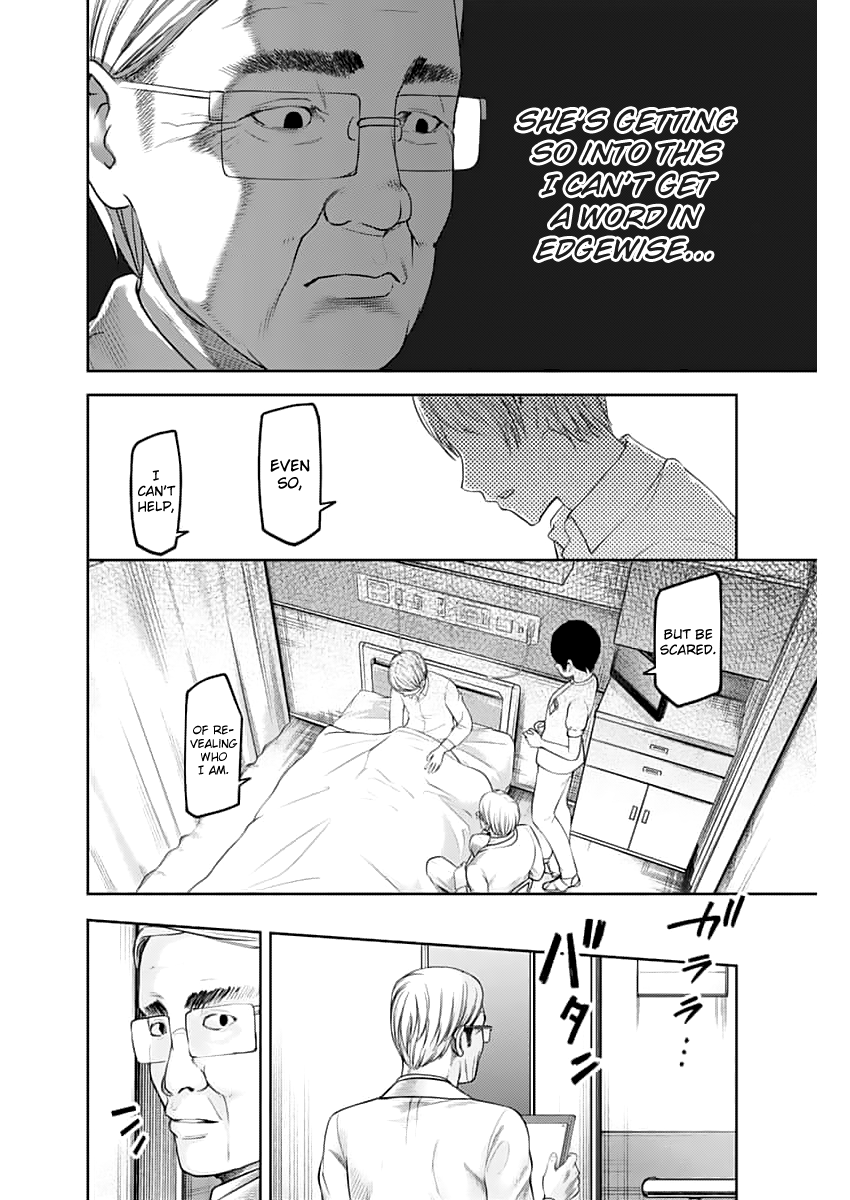 SHE'S GETTING
SO INTO THIS
I CAN'T GET
A WORD IN
EDGEWISE...
EVEN
SO,
I
CAN'T
HELP,
BUT BE
SCARED.
OF RE-
VEALING
WHO
I AM.
ガララ...
バタン